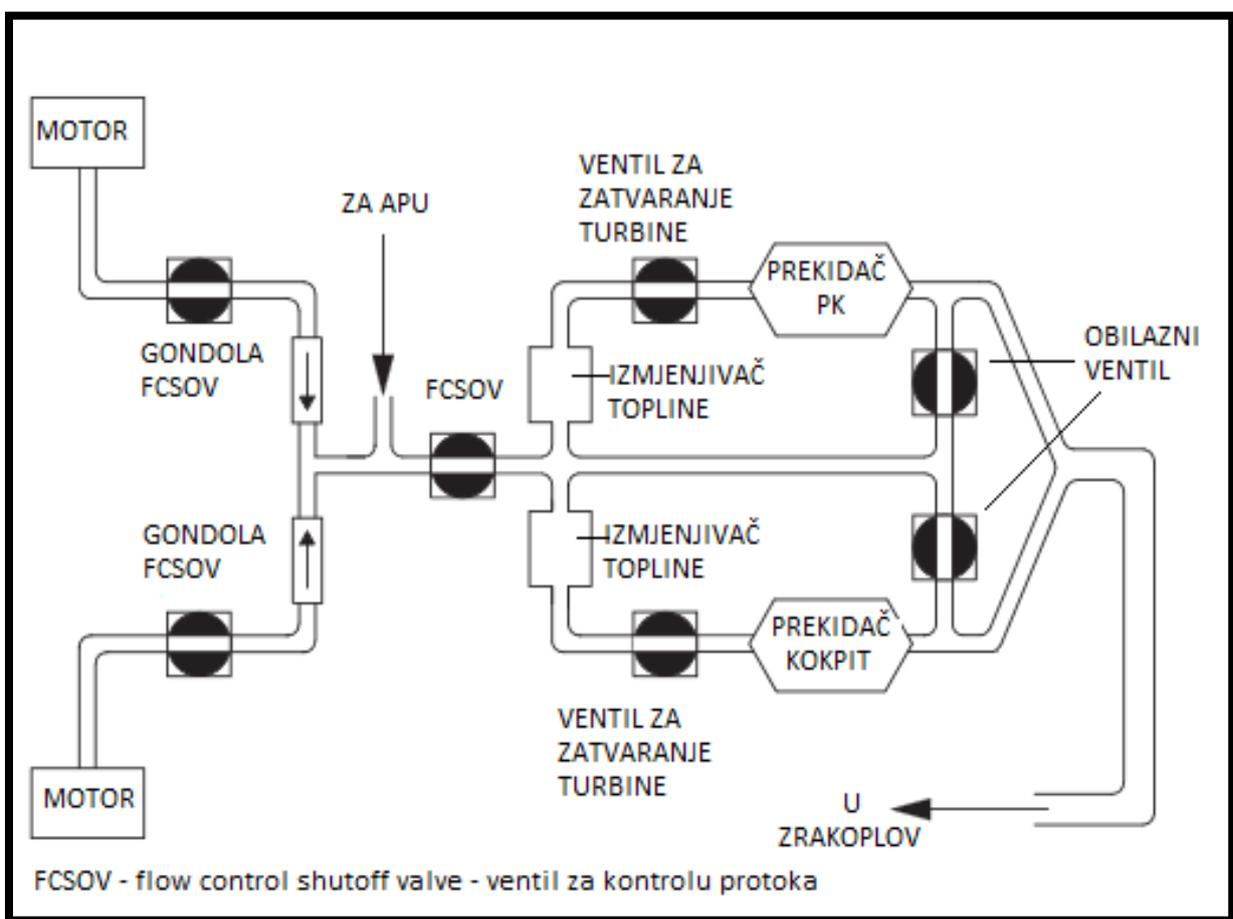 MOTOR
ZA APU
VENTIL ZA
ZATVARANJE
TURBINE
PREKIDAČ
PK
GONDOLA
FCSOV
FCSOV
IZMJENJIVAČ
TOPLINE
OBILAZNI
VENTIL
GONDOLA
FCSOV
IZMJENJIVAČ
TOPLINE
PREKIDAČ
KOKPIT
VENTIL ZA
ZATVARANJE
TURBINE
MOTOR
U
ZRAKOPLOV
FCSOV - flow control shutoff valve - ventil za kontrolu protoka